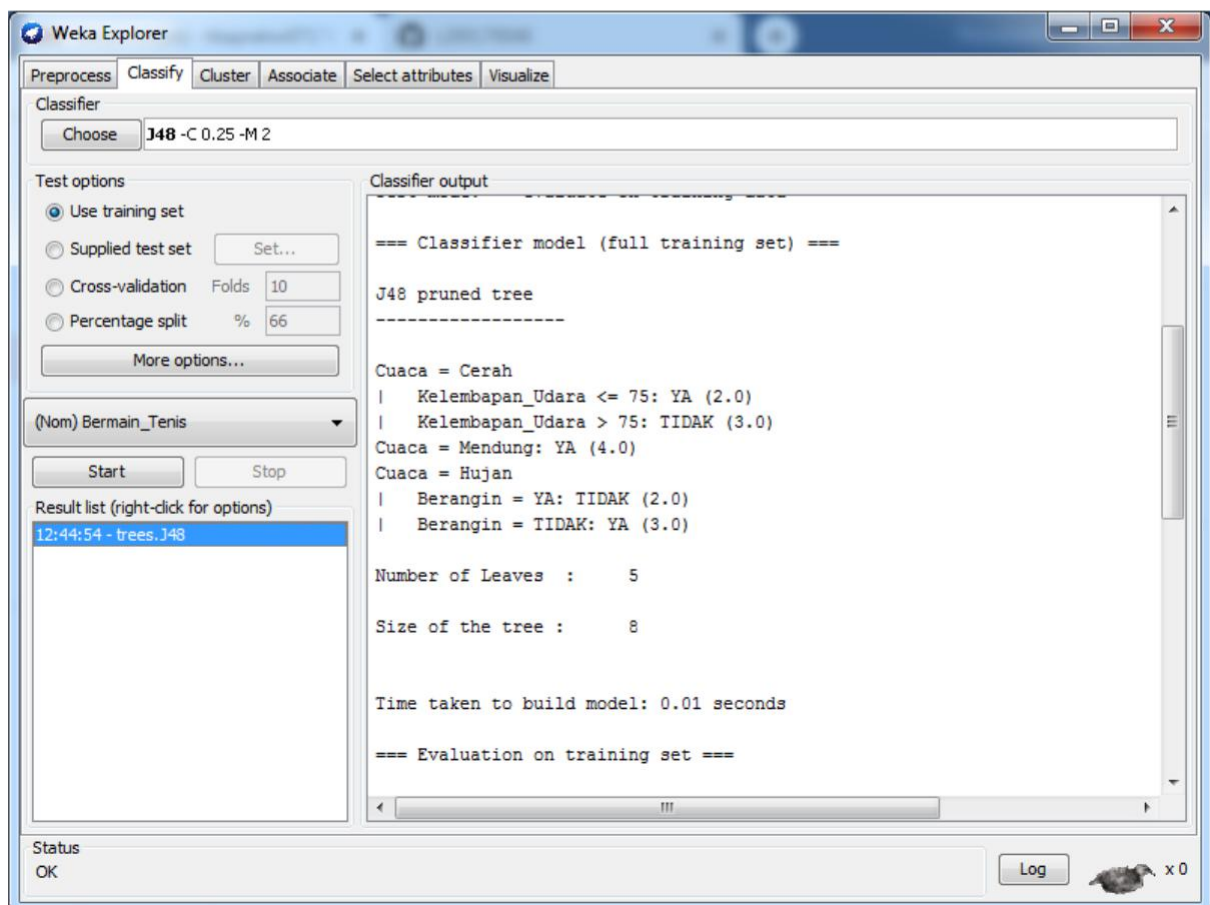 Weka Explorer
Preprocess Classify Cluster Associate Select attributes Visualize
Classifier
Choose J48 -C 0.25 -M 2
Test options
Use training set
Supplied test set Set...
Cross-validation Folds 10
Percentage split % 66
More options...
(Nom) Bermain_Tenis
Start Stop
Result list (right-click for options)
12:44:54 - trees.J48
Classifier output
=== Classifier model (full training set) ===
J48 pruned tree
------------------
Cuaca = Cerah
| Kelembapan_Udara <= 75: YA (2.0)
| Kelembapan_Udara > 75: TIDAK (3.0)
Cuaca = Mendung: YA (4.0)
Cuaca = Hujan
| Berangin = YA: TIDAK (2.0)
| Berangin = TIDAK: YA (3.0)
Number of Leaves : 5
Size of the tree : 8
Time taken to build model: 0.01 seconds
=== Evaluation on training set ===
Status
OK
Log x 0